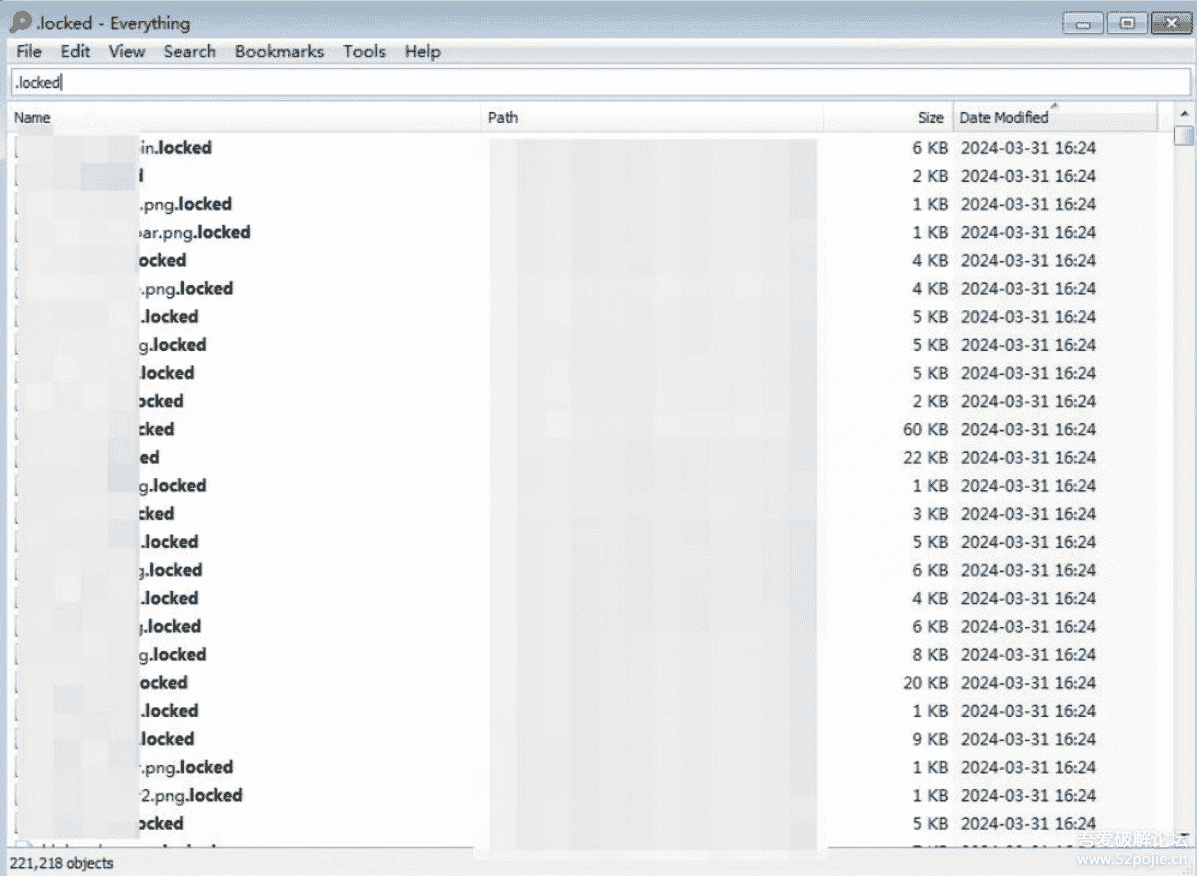 .locked - Everything
File Edit View Search Bookmarks Tools Help
.locked
Name Path Size Date Modified
in.locked 6 KB 2024-03-31 16:24
2 KB 2024-03-31 16:24
.png.locked 1 KB 2024-03-31 16:24
ar.png.locked 1 KB 2024-03-31 16:24
ocked 4 KB 2024-03-31 16:24
.png.locked 4 KB 2024-03-31 16:24
.locked 5 KB 2024-03-31 16:24
g.locked 5 KB 2024-03-31 16:24
.locked 5 KB 2024-03-31 16:24
ocked 2 KB 2024-03-31 16:24
cked 60 KB 2024-03-31 16:24
ed 22 KB 2024-03-31 16:24
g.locked 1 KB 2024-03-31 16:24
cked 3 KB 2024-03-31 16:24
.locked 5 KB 2024-03-31 16:24
g.locked 6 KB 2024-03-31 16:24
.locked 4 KB 2024-03-31 16:24
g.locked 6 KB 2024-03-31 16:24
g.locked 8 KB 2024-03-31 16:24
ocked 20 KB 2024-03-31 16:24
.locked 1 KB 2024-03-31 16:24
.locked 9 KB 2024-03-31 16:24
.png.locked 1 KB 2024-03-31 16:24
2.png.locked 1 KB 2024-03-31 16:24
ocked 5 KB 2024-03-31 16:24
221,218 objects
吾爱破解论坛
www.52pojie.cn